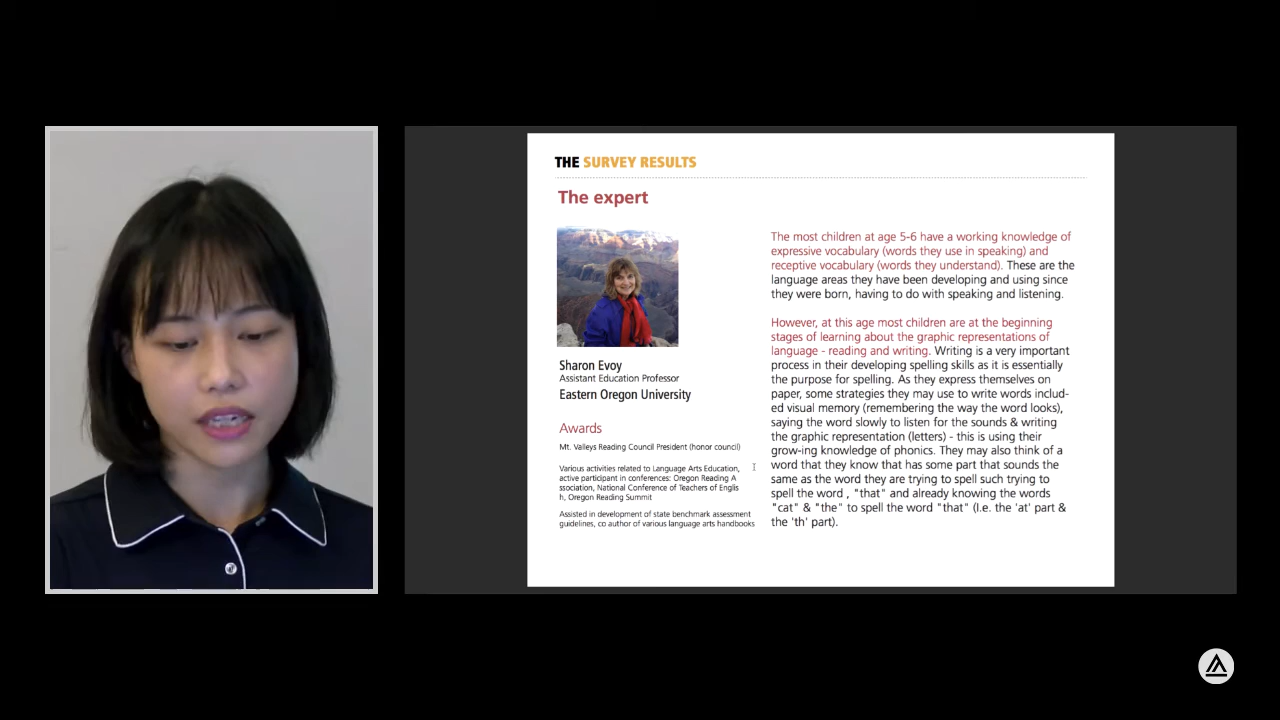 THE SURVEY RESULTS
The expert
Sharon Evoy
Assistant Education Professor
Eastern Oregon University
Awards
Mt. Valleys Reading Council President (honor council)
Various activities related to Language Arts Education,
active participant in conferences: Oregon Reading A
ssociation, National Conference of Teachers of Englis
h, Oregon Reading Summit
Assisted in development of state benchmark assessment
guidelines, co author of various language arts handbooks
The most children at age 5-6 have a working knowledge of
expressive vocabulary (words they use in speaking) and
receptive vocabulary (words they understand). These are the
language areas they have been developing and using since
they were born, having to do with speaking and listening.
However, at this age most children are at the beginning
stages of learning about the graphic representations of
language - reading and writing. Writing is a very important
process in their developing spelling skills as it is essentially
the purpose for spelling. As they express themselves on
paper, some strategies they may use to write words includ-
ed visual memory (remembering the way the word looks),
saying the word slowly to listen for the sounds & writing
the graphic representation (letters) - this is using their
grow-ing knowledge of phonics. They may also think of a
word that they know that has some part that sounds the
same as the word they are trying to spell such trying to
spell the word , "that" and already knowing the words
"cat" & "the" to spell the word "that" (I.e. the 'at' part &
the 'th' part).